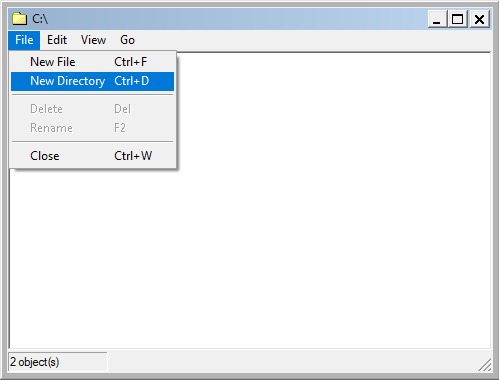 C:\
File Edit View Go
New File Ctrl+F
New Directory Ctrl+D
Delete Del
Rename F2
Close Ctrl+W
2 object(s)